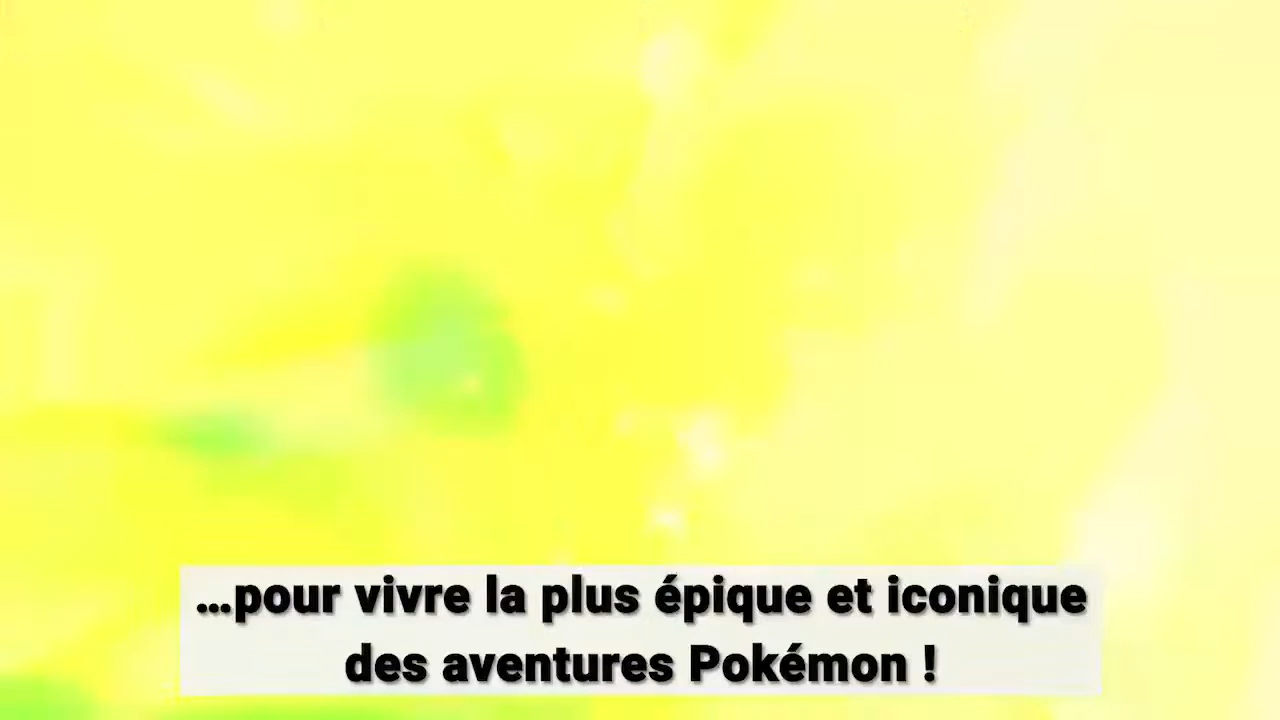 …pour vivre la plus épique et iconique
des aventures Pokémon !